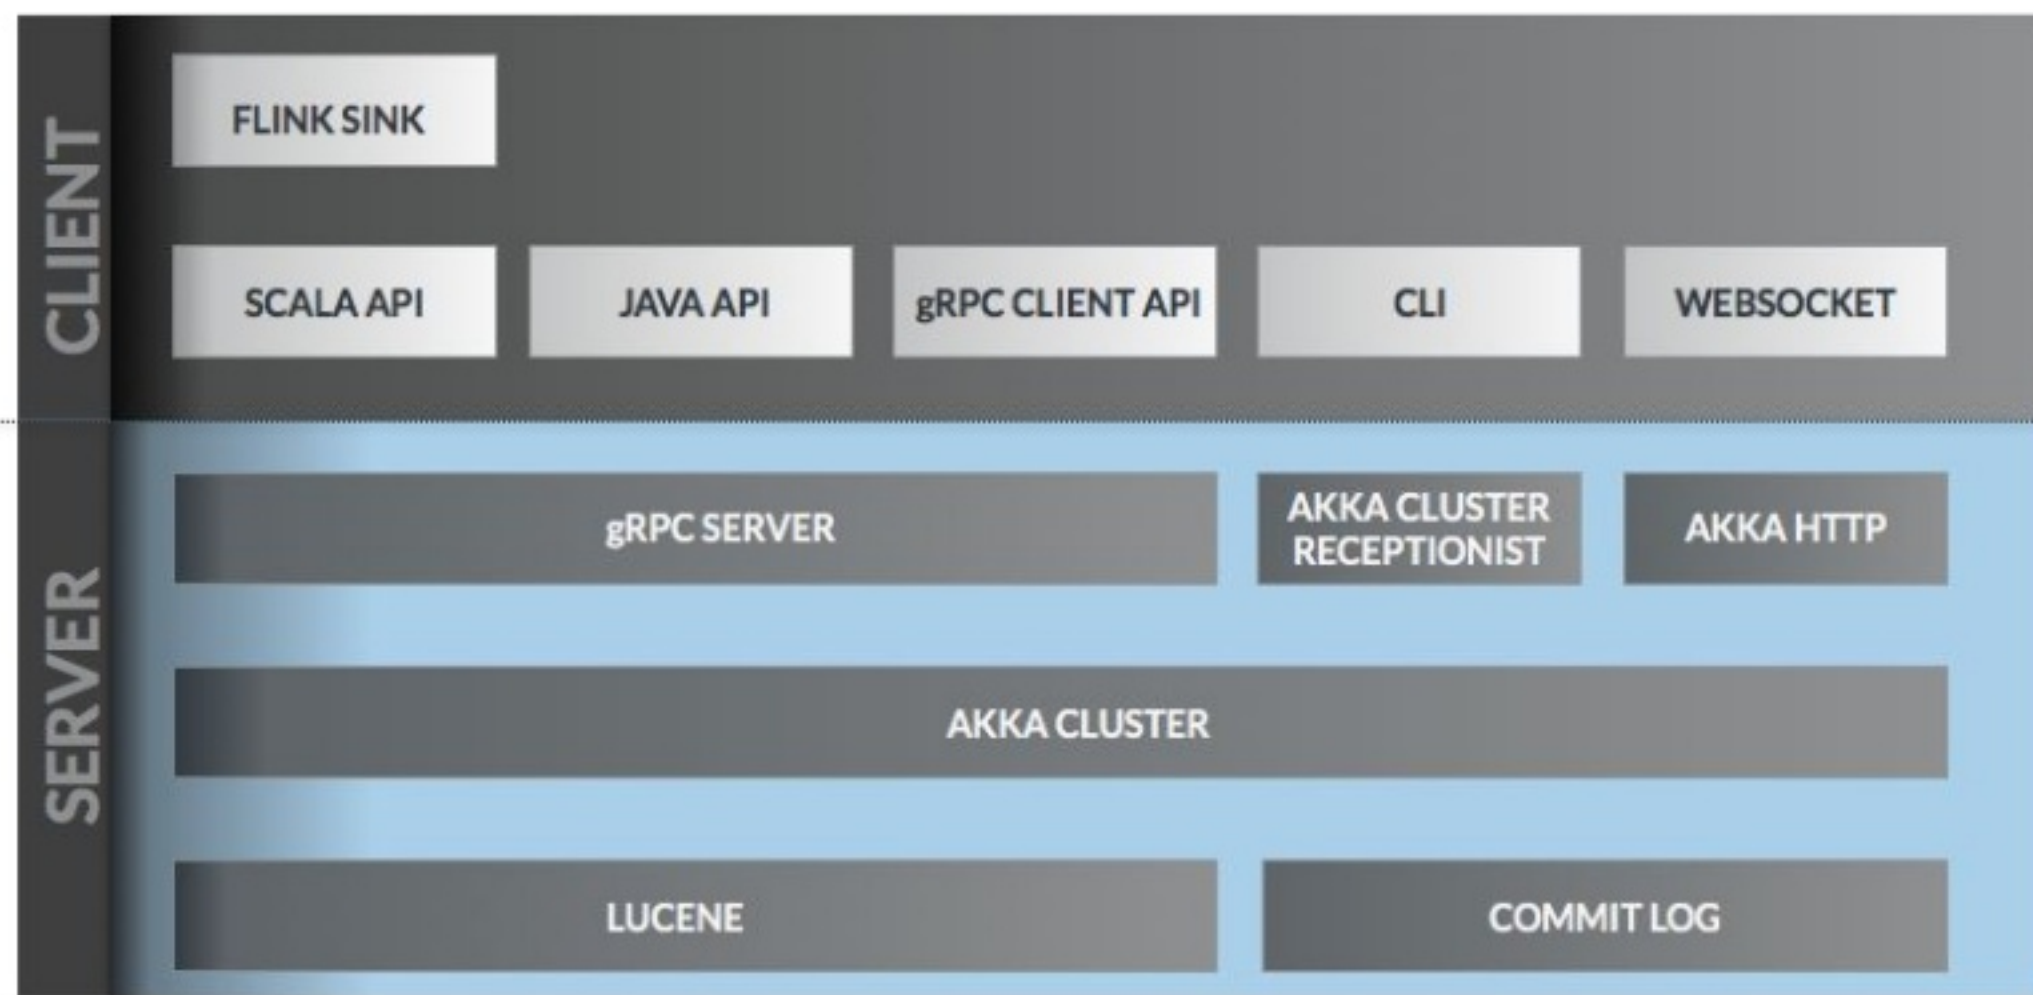 CLIENT
FLINK SINK
SCALA API
JAVA API
gRPC CLIENT API
CLI
WEBSOCKET
SERVER
gRPC SERVER
AKKA CLUSTER
RECEPTIONIST
AKKA HTTP
AKKA CLUSTER
LUCENE
COMMIT LOG